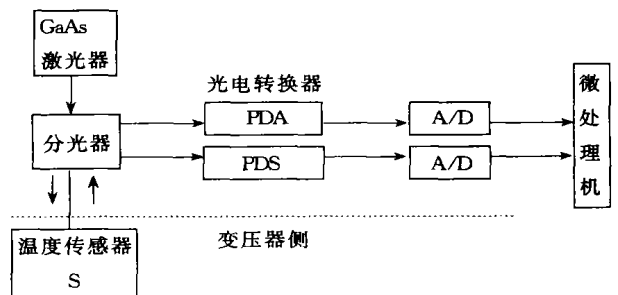 GaAs
激光器
光电转换器
分光器
PDA
A/D
PDS
A/D
微
处
理
机
温度传感器
S
变压器侧